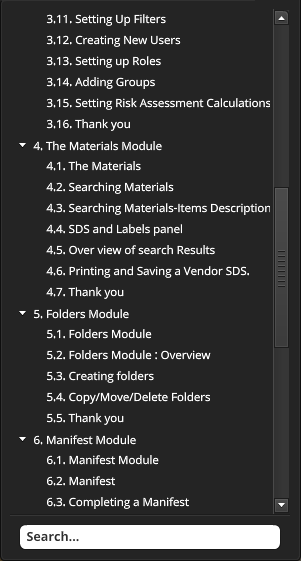 3.11. Setting Up Filters
3.12. Creating New Users
3.13. Setting up Roles
3.14. Adding Groups
3.15. Setting Risk Assessment Calculations
3.16. Thank you
4. The Materials Module
4.1. The Materials
4.2. Searching Materials
4.3. Searching Materials-Items Description
4.4. SDS and Labels panel
4.5. Over view of search Results
4.6. Printing and Saving a Vendor SDS.
4.7. Thank you
5. Folders Module
5.1. Folders Module
5.2. Folders Module : Overview
5.3. Creating folders
5.4. Copy/Move/Delete Folders
5.5. Thank you
6. Manifest Module
6.1. Manifest Module
6.2. Manifest
6.3. Completing a Manifest
Search...